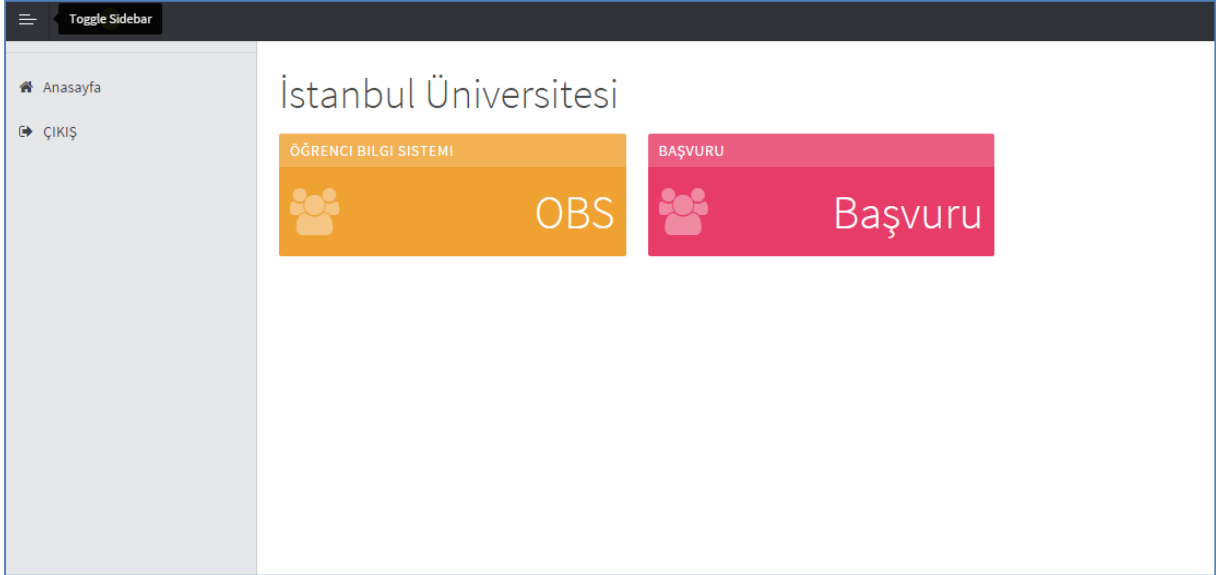 Toggle Sidebar
Anasayfa
ÇIKIŞ
İstanbul Üniversitesi
ÖĞRENCI BILGI SISTEMI
OBS
BAŞVURU
Başvuru